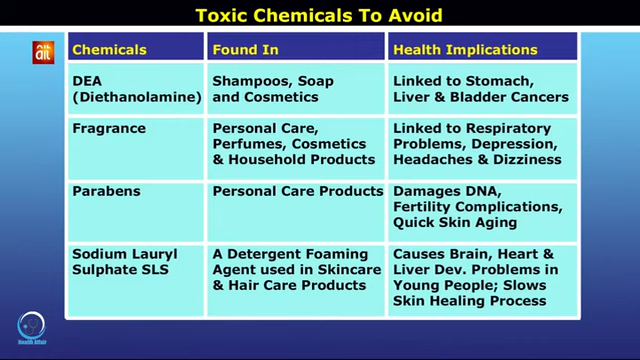 Toxic Chemicals To Avoid
ait
Chemicals
Found In
Health Implications
DEA
(Diethanolamine)
Shampoos, Soap
and Cosmetics
Linked to Stomach,
Liver & Bladder Cancers
Fragrance
Personal Care,
Perfumes, Cosmetics
& Household Products
Linked to Respiratory
Problems, Depression,
Headaches & Dizziness
Parabens
Personal Care Products
Damages DNA,
Fertility Complications,
Quick Skin Aging
Sodium Lauryl
Sulphate SLS
A Detergent Foaming
Agent used in Skincare
& Hair Care Products
Causes Brain, Heart &
Liver Dev. Problems in
Young People; Slows
Skin Healing Process
Health Affair